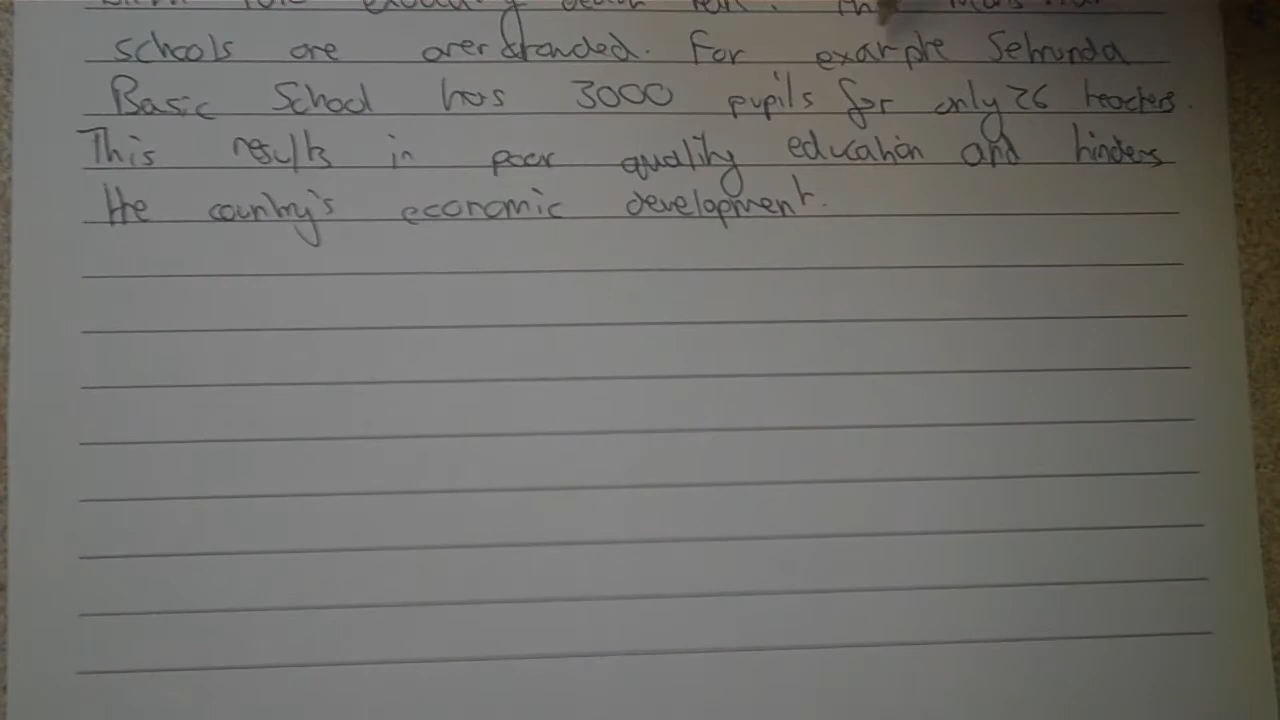 schools are overcrowded. For example Sehunda
Basic School has 3000 pupils for only 26 teachers.
This results in poor quality education and hinders
the country's economic development.